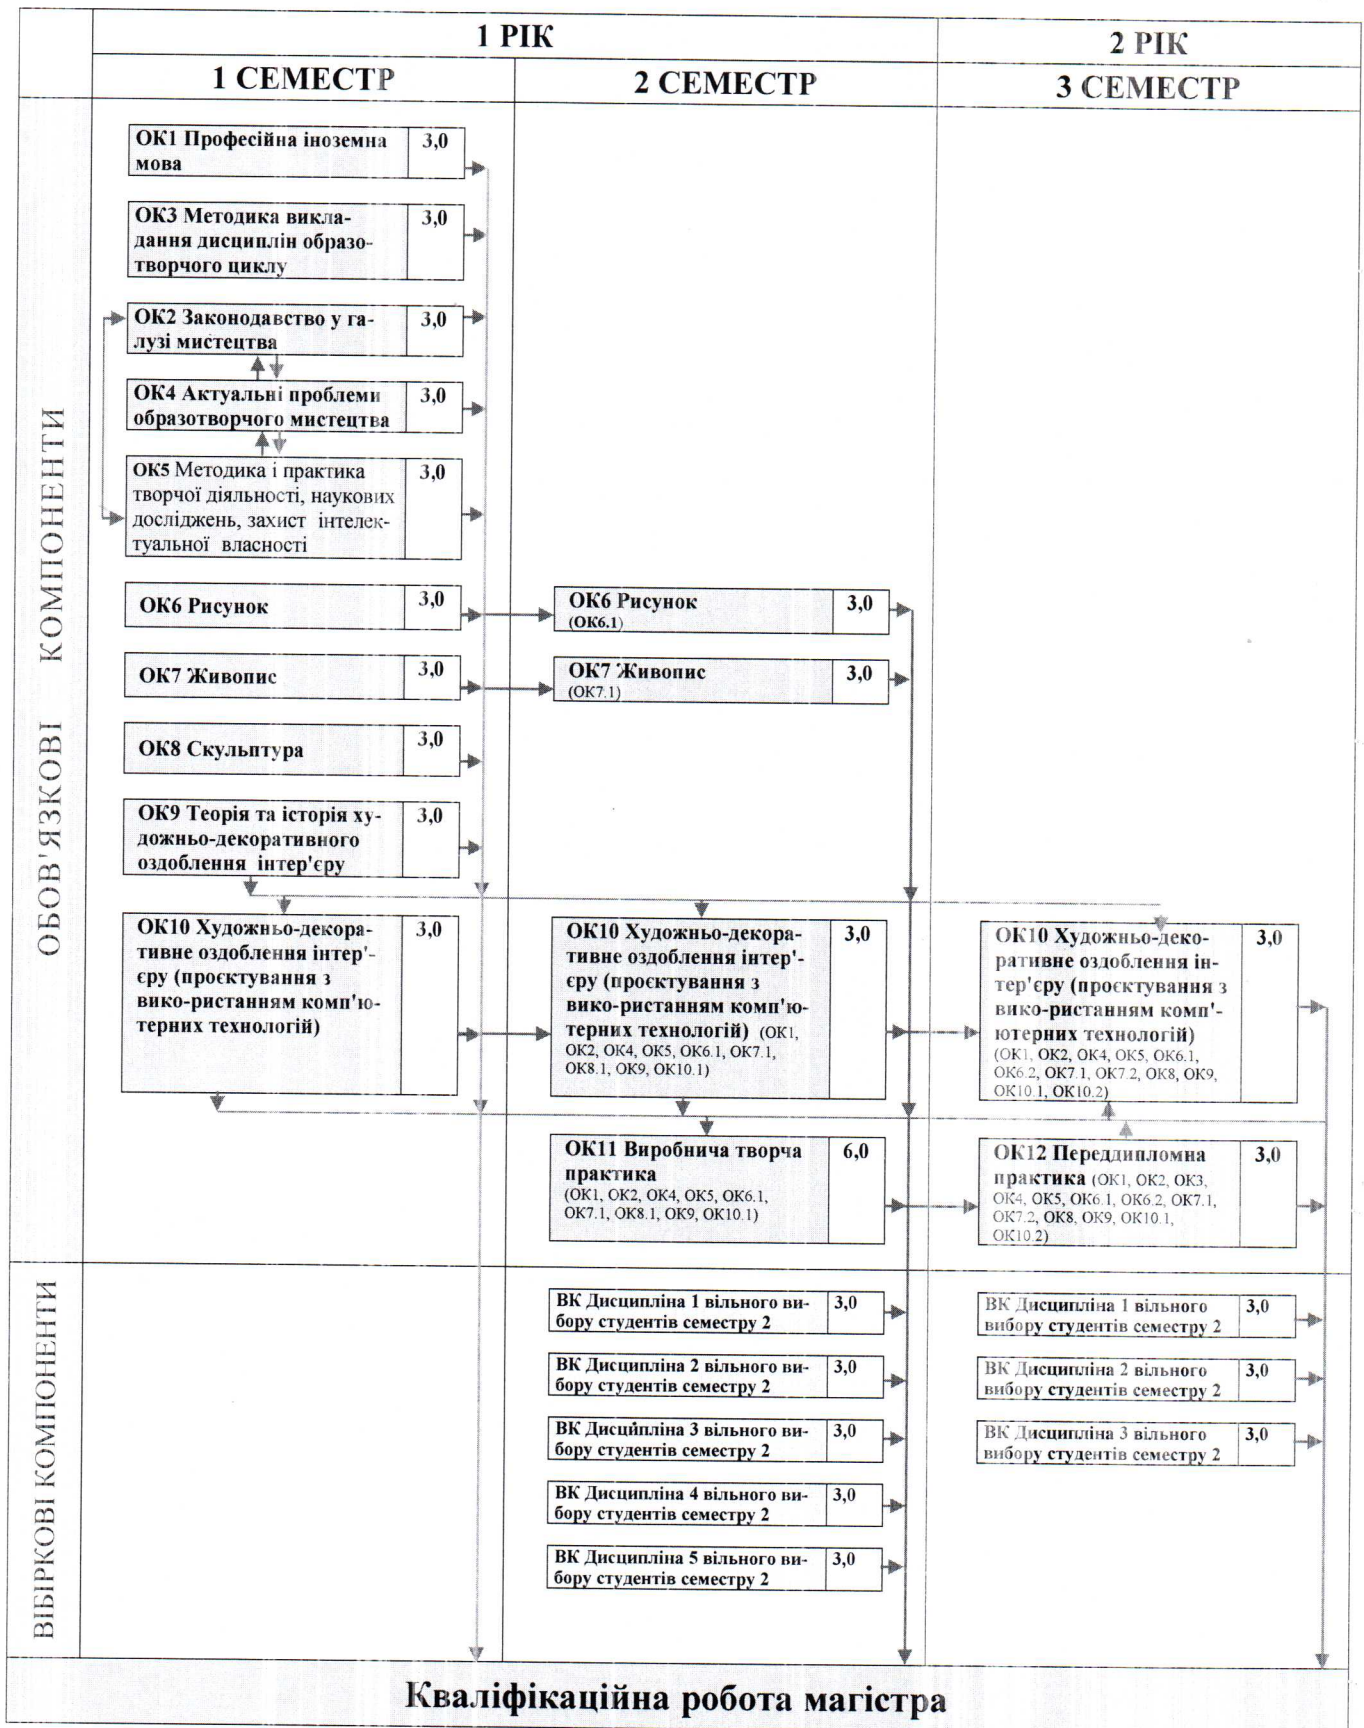 1 РІК
2 РІК
1 СЕМЕСТР
2 СЕМЕСТР
3 СЕМЕСТР
ОБОВ'ЯЗКОВІ КОМПОНЕНТИ
ОК1 Професійна іноземна
мова
3,0
ОК3 Методика викла-
дання дисциплін образо-
творчого циклу
3,0
ОК2 Законодавство у га-
лузі мистецтва
3,0
ОК4 Актуальні проблеми
образотворчого мистецтва
3,0
ОК5 Методика і практика
творчої діяльності, наукових
досліджень, захист інтелек-
туальної власності
3,0
ОК6 Рисунок
3,0
ОК6 Рисунок
(ОК6.1)
3,0
ОК7 Живопис
3,0
ОК7 Живопис
(ОК7.1)
3,0
ОК8 Скульптура
3,0
ОК9 Теорія та історія ху-
дожньо-декоративного
оздоблення інтер'єру
3,0
ОК10 Художньо-декора-
тивне оздоблення інтер'-
єру (проєктування з
вико-ристанням комп'ю-
терних технологій)
3,0
ОК10 Художньо-декора-
тивне оздоблення інтер'-
єру (проєктування з
вико-ристанням комп'ю-
терних технологій) (ОК1,
ОК2, ОК4, ОК5, ОК6.1, ОК7.1,
ОК8.1, ОК9, ОК10.1)
3,0
ОК10 Художньо-деко-
ративне оздоблення ін-
тер'єру (проєктування з
вико-ристанням комп'-
ютерних технологій)
(ОК1, ОК2, ОК4, ОК5, ОК6.1,
ОК6.2, ОК7.1, ОК7.2, ОК8, ОК9,
ОК10.1, ОК10.2)
3,0
ОК11 Виробнича творча
практика
(ОК1, ОК2, ОК4, ОК5, ОК6.1,
ОК7.1, ОК8.1, ОК9, ОК10.1)
6,0
ОК12 Переддипломна
практика (ОК1, ОК2, ОК3,
ОК4, ОК5, ОК6.1, ОК6.2, ОК7.1,
ОК7.2, ОК8, ОК9, ОК10.1,
ОК10.2)
3,0
ВІБІРКОВІ КОМПОНЕНТИ
ВК Дисципліна 1 вільного ви-
бору студентів семестру 2
3,0
ВК Дисципліна 2 вільного ви-
бору студентів семестру 2
3,0
ВК Дисципліна 3 вільного ви-
бору студентів семестру 2
3,0
ВК Дисципліна 4 вільного ви-
бору студентів семестру 2
3,0
ВК Дисципліна 5 вільного ви-
бору студентів семестру 2
3,0
ВК Дисципліна 1 вільного
вибору студентів семестру 2
3,0
ВК Дисципліна 2 вільного
вибору студентів семестру 2
3,0
ВК Дисципліна 3 вільного
вибору студентів семестру 2
3,0
Кваліфікаційна робота магістра